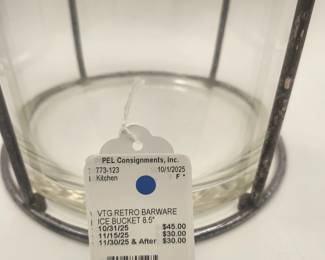 PEL Consignments, Inc.
773-123 10/1/2025
Kitchen F *
VTG RETRO BARWARE
ICE BUCKET 8.5"
10/31/25 $45.00
11/15/25 $30.00
11/30/25 & After $30.00